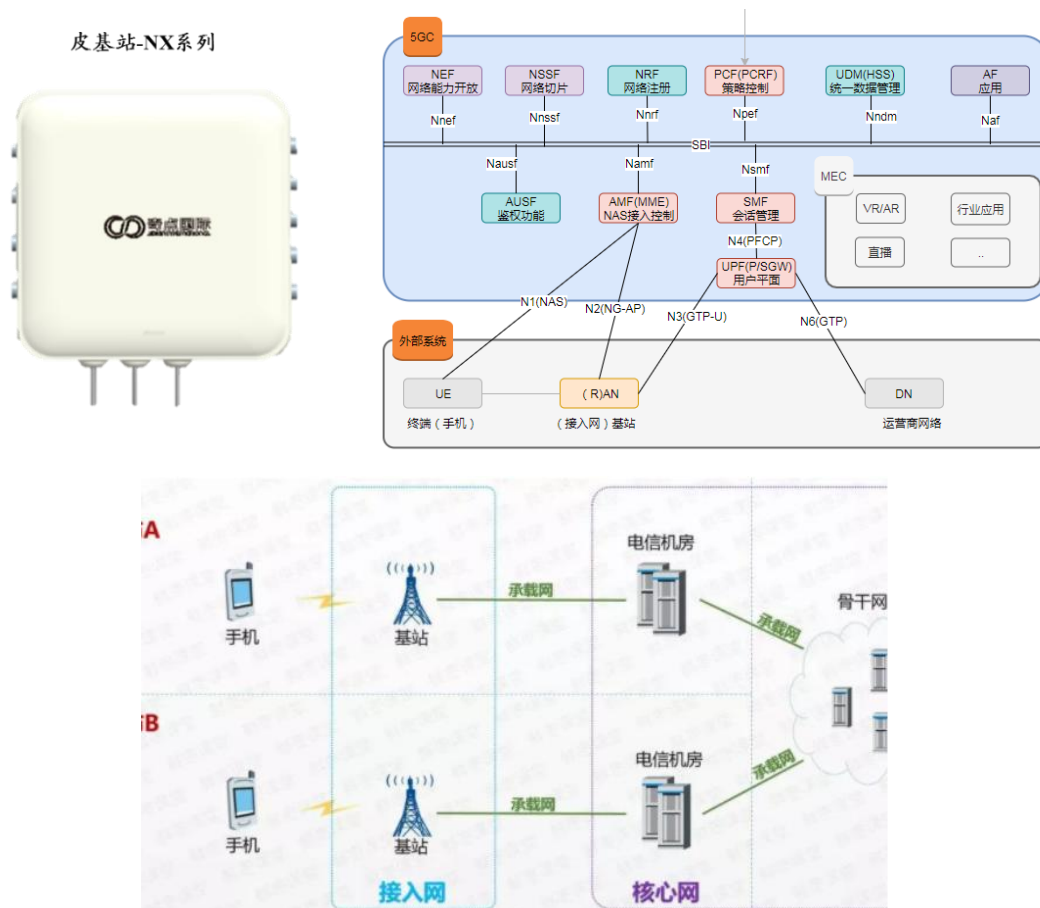 皮基站-NX系列
奇点国际
5GC
NEF
网络能力开放
NSSF
网络切片
NRF
网络注册
PCF(PCRF)
策略控制
UDM(HSS)
统一数据管理
AF
应用
Nnef
Nnssf
Nnrf
Npef
Nndm
Naf
SBI
Nausf
Namf
Nsmf
MEC
AUSF
鉴权功能
AMF(MME)
NAS接入控制
SMF
会话管理
VR/AR
行业应用
N4(PFCP)
直播
..
UPF(P/SGW)
用户平面
N1(NAS)
N2(NG-AP)
N3(GTP-U)
N6(GTP)
外部系统
UE
(R)AN
DN
终端(手机)
(接入网)基站
运营商网络
A
电信机房
承载网
骨干网
手机
基站
承载网
B
电信机房
承载网
承载网
手机
基站
接入网
核心网